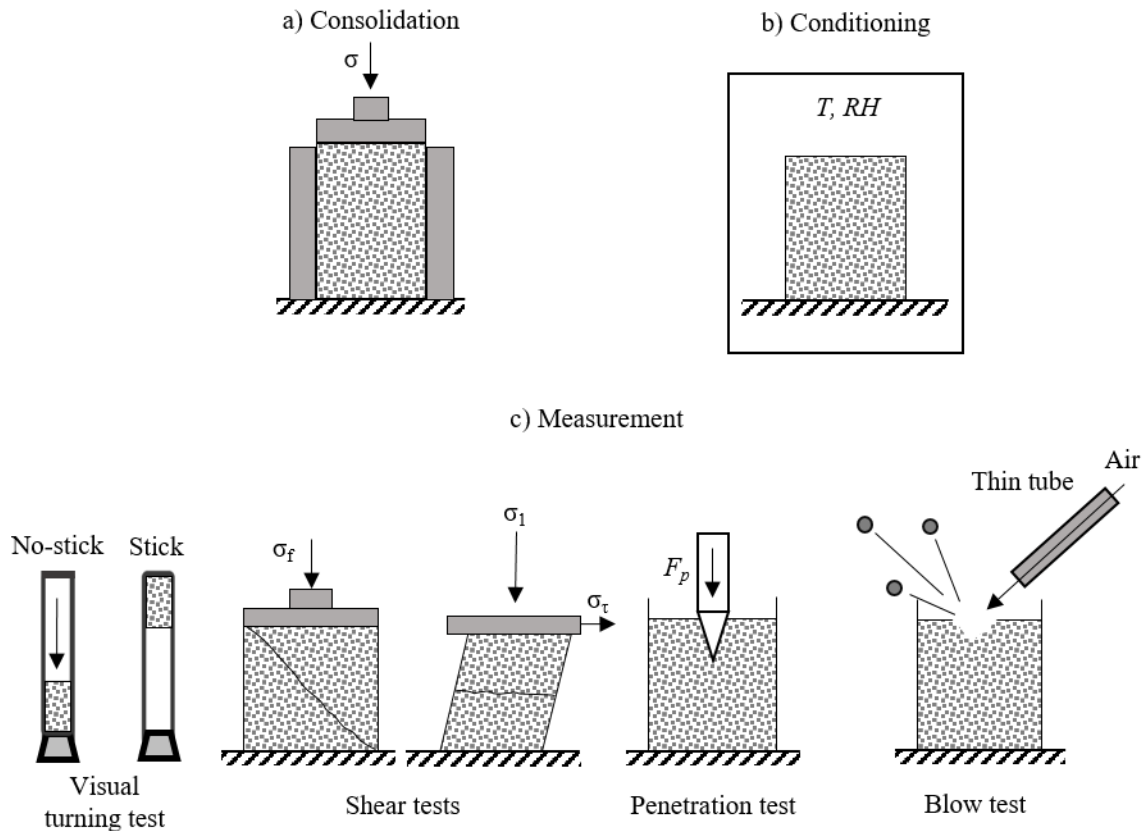 a) Consolidation
σ
b) Conditioning
T, RH
c) Measurement
No-stick
Stick
Visual
turning test
σf
σ1
στ
Shear tests
Fp
Penetration test
Thin tube
Air
Blow test